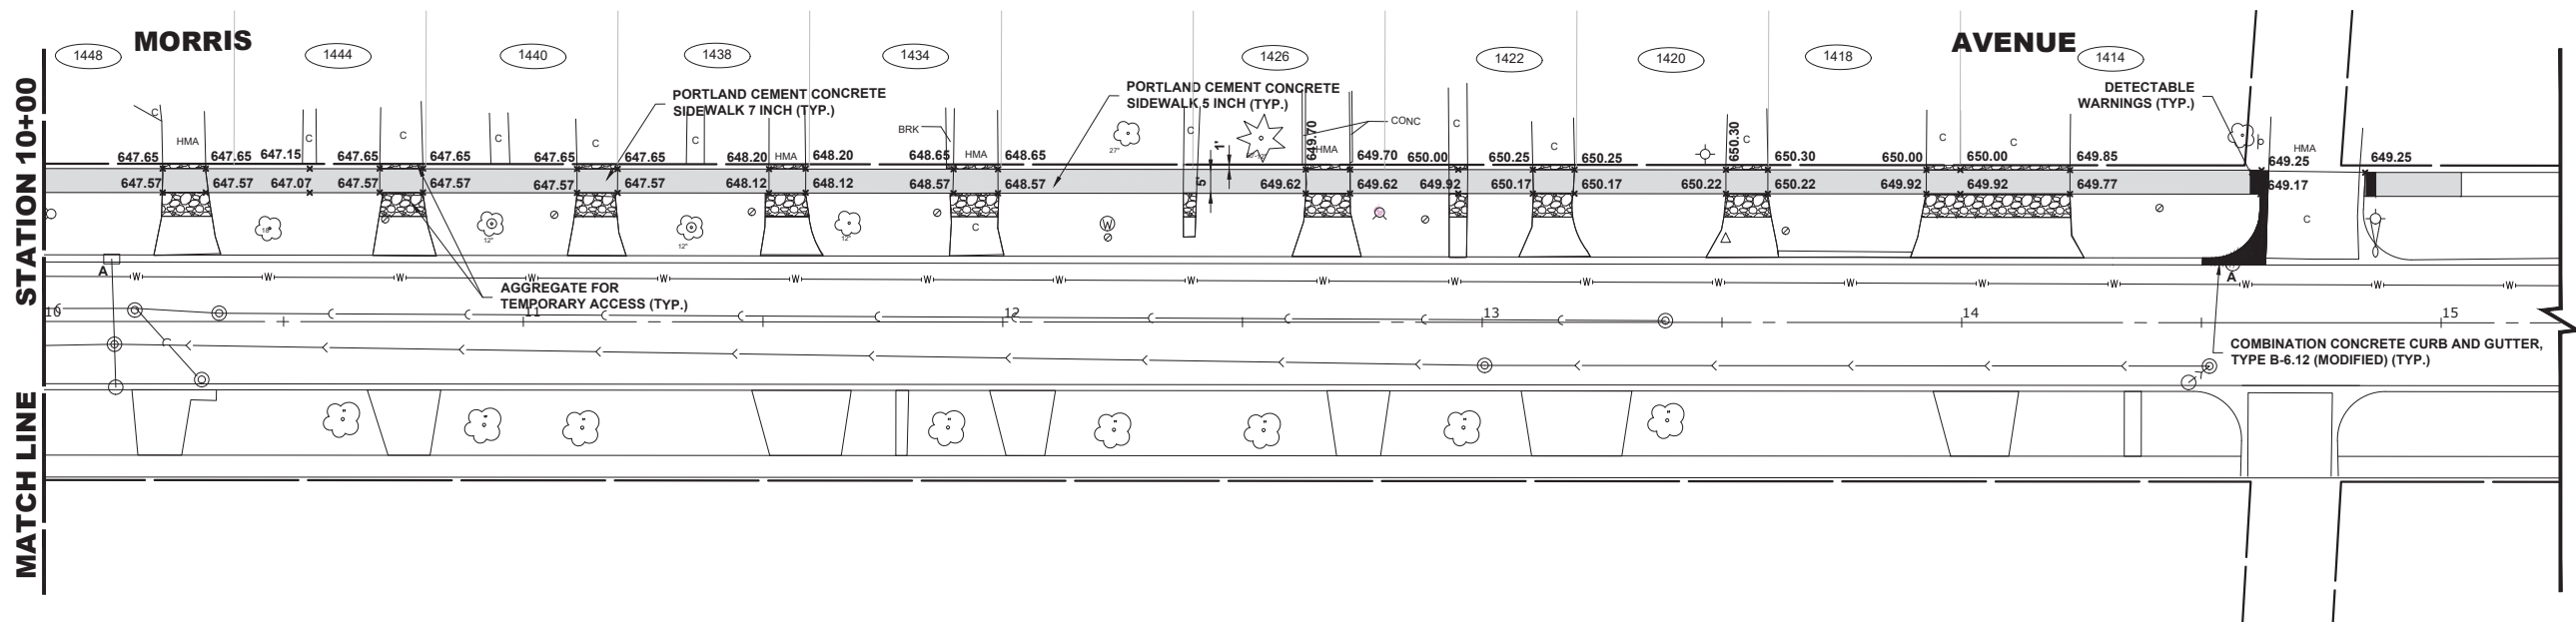 MORRIS
AVENUE
1448
1444
1440
1438
1434
1426
1422
1420
1418
1414
STATION 10+00
MATCH LINE
PORTLAND CEMENT CONCRETE
SIDEWALK 7 INCH (TYP.)
PORTLAND CEMENT CONCRETE
SIDEWALK 5 INCH (TYP.)
DETECTABLE
WARNINGS (TYP.)
C
HMA
C
C
C
C
C
HMA
BRK
HMA
27"
C
HMA
CONC
C
C
C
C
C
HMA
647.65
647.65
647.15
647.65
647.65
647.65
647.65
648.20
648.20
648.65
648.65
1'
649.70
649.70
650.00
650.25
650.25
650.30
650.30
650.00
650.00
649.85
649.25
649.25
647.57
647.57
647.07
647.57
647.57
647.57
647.57
648.12
648.12
648.57
648.57
5'
649.62
649.62
649.92
650.17
650.17
650.22
650.22
649.92
649.92
649.77
649.17
18"
12"
12"
12"
C
W
C
A
A
W W W W W W W W W W W W W W W W W W W
AGGREGATE FOR
TEMPORARY ACCESS (TYP.)
10
11
12
13
14
15
COMBINATION CONCRETE CURB AND GUTTER,
TYPE B-6.12 (MODIFIED) (TYP.)